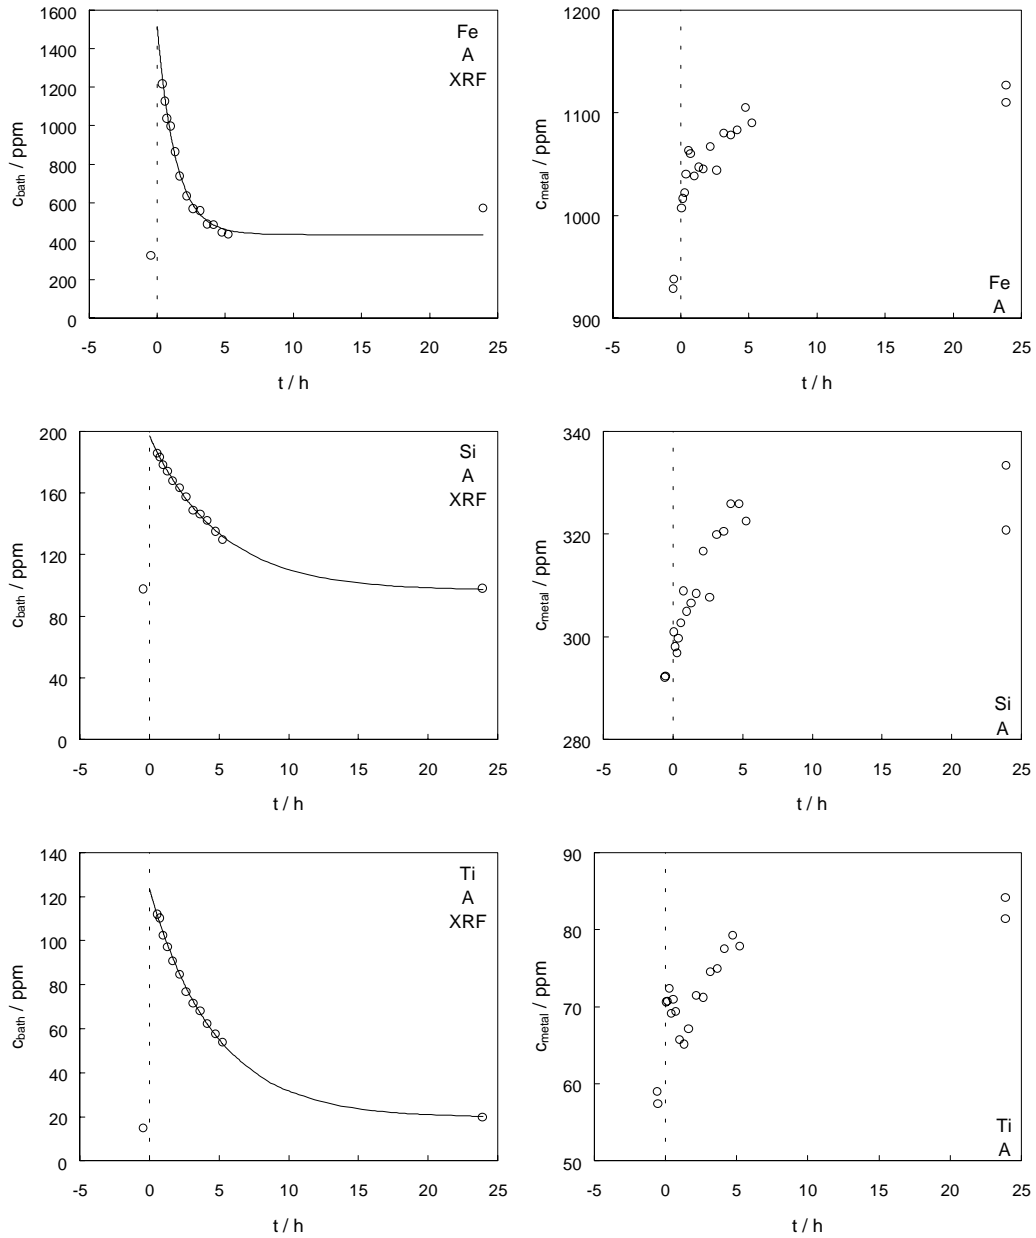 1600
1400
1200
1000
800
600
400
200
0
-5 0 5 10 15 20 25
t / h
c_bath / ppm
Fe
A
XRF
1200
1100
1000
900
-5 0 5 10 15 20 25
t / h
c_metal / ppm
Fe
A
200
160
120
80
40
0
-5 0 5 10 15 20 25
t / h
c_bath / ppm
Si
A
XRF
340
320
300
280
-5 0 5 10 15 20 25
t / h
c_metal / ppm
Si
A
140
120
100
80
60
40
20
0
-5 0 5 10 15 20 25
t / h
c_bath / ppm
Ti
A
XRF
90
80
70
60
50
-5 0 5 10 15 20 25
t / h
c_metal / ppm
Ti
A